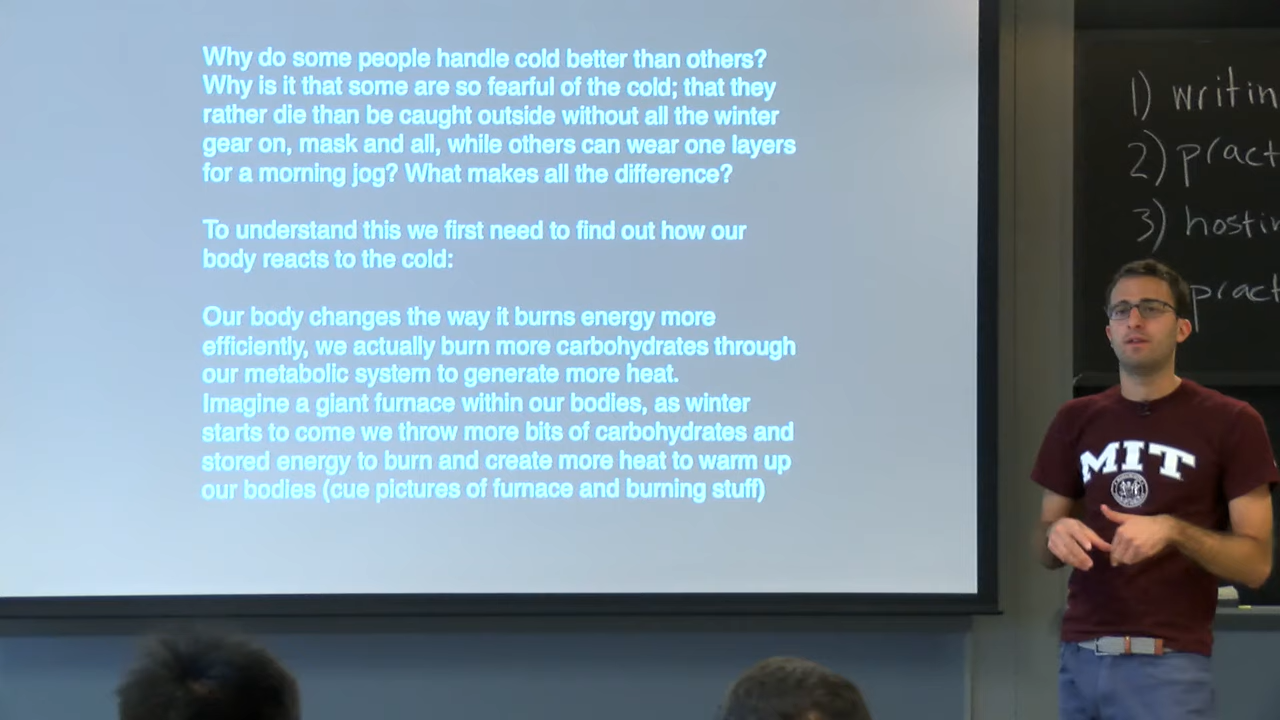 Why do some people handle cold better than others?
Why is it that some are so fearful of the cold; that they
rather die than be caught outside without all the winter
gear on, mask and all, while others can wear one layers
for a morning jog? What makes all the difference?
To understand this we first need to find out how our
body reacts to the cold:
Our body changes the way it burns energy more
efficiently, we actually burn more carbohydrates through
our metabolic system to generate more heat.
Imagine a giant furnace within our bodies, as winter
starts to come we throw more bits of carbohydrates and
stored energy to burn and create more heat to warm up
our bodies (cue pictures of furnace and burning stuff)
1) writin
2) pract
3) hostin
pract
MIT